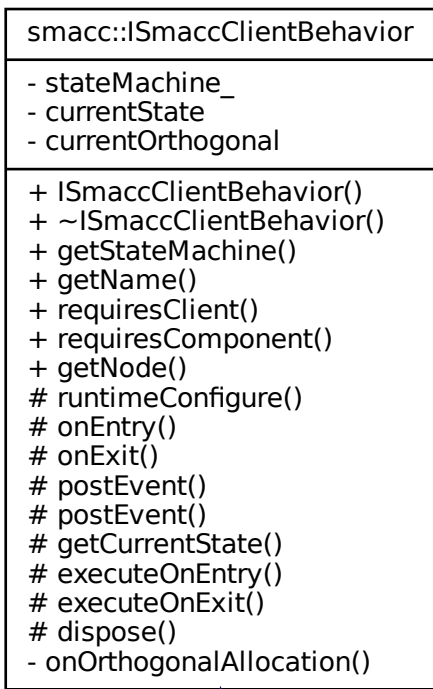 smacc::ISmaccClientBehavior
- stateMachine_
- currentState
- currentOrthogonal
+ ISmaccClientBehavior()
+ ~ISmaccClientBehavior()
+ getStateMachine()
+ getName()
+ requiresClient()
+ requiresComponent()
+ getNode()
# runtimeConfigure()
# onEntry()
# onExit()
# postEvent()
# postEvent()
# getCurrentState()
# executeOnEntry()
# executeOnExit()
# dispose()
- onOrthogonalAllocation()